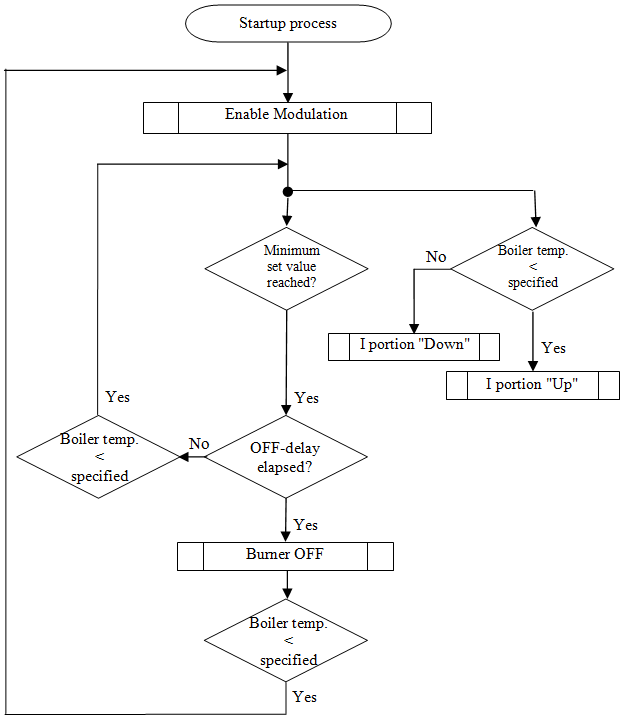 Startup process
Enable Modulation
Minimum
set value
reached?
Boiler temp.
<
specified
No
I portion "Down"
Yes
I portion "Up"
Yes
Yes
Boiler temp.
<
specified
No
OFF-delay
elapsed?
Yes
Burner OFF
Boiler temp.
<
specified
Yes